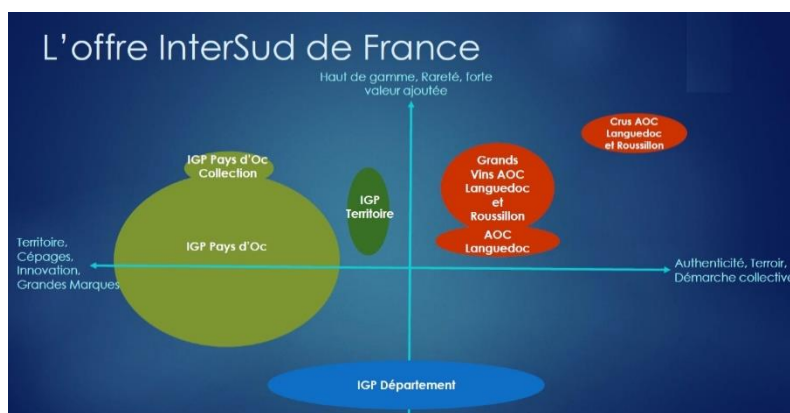 L'offre InterSud de France
Haut de gamme, Rareté, forte
valeur ajoutée
Crus AOC
Languedoc
et Roussillon
IGP Pays d'Oc
Collection
Grands
Vins AOC
Languedoc
et
Roussillon
IGP
Territoire
AOC
Languedoc
IGP Pays d'Oc
Territoire,
Cépages,
Innovation,
Grandes Marques
Authenticité, Terroir,
Démarche collective
IGP Département